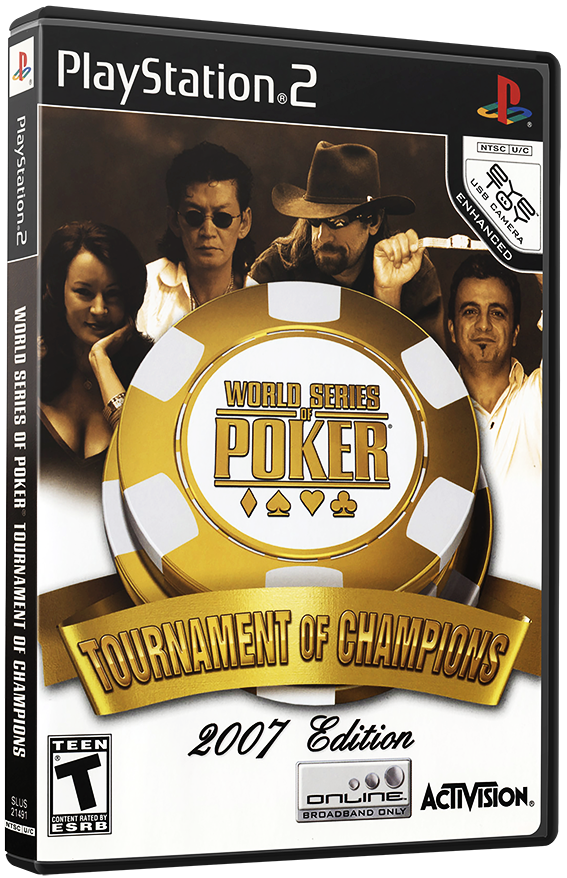 PlayStation®2
NTSC U/C
EYE TOY
USB CAMERA
ENHANCED
WORLD SERIES
OF
POKER®
TOURNAMENT OF CHAMPIONS
2007 Edition
TEEN
T
CONTENT RATED BY
ESRB
ONLINE
BROADBAND ONLY
ACTIVISION®
PlayStation®2
WORLD SERIES OF POKER® TOURNAMENT OF CHAMPIONS
SLUS
21491
NTSC U/C